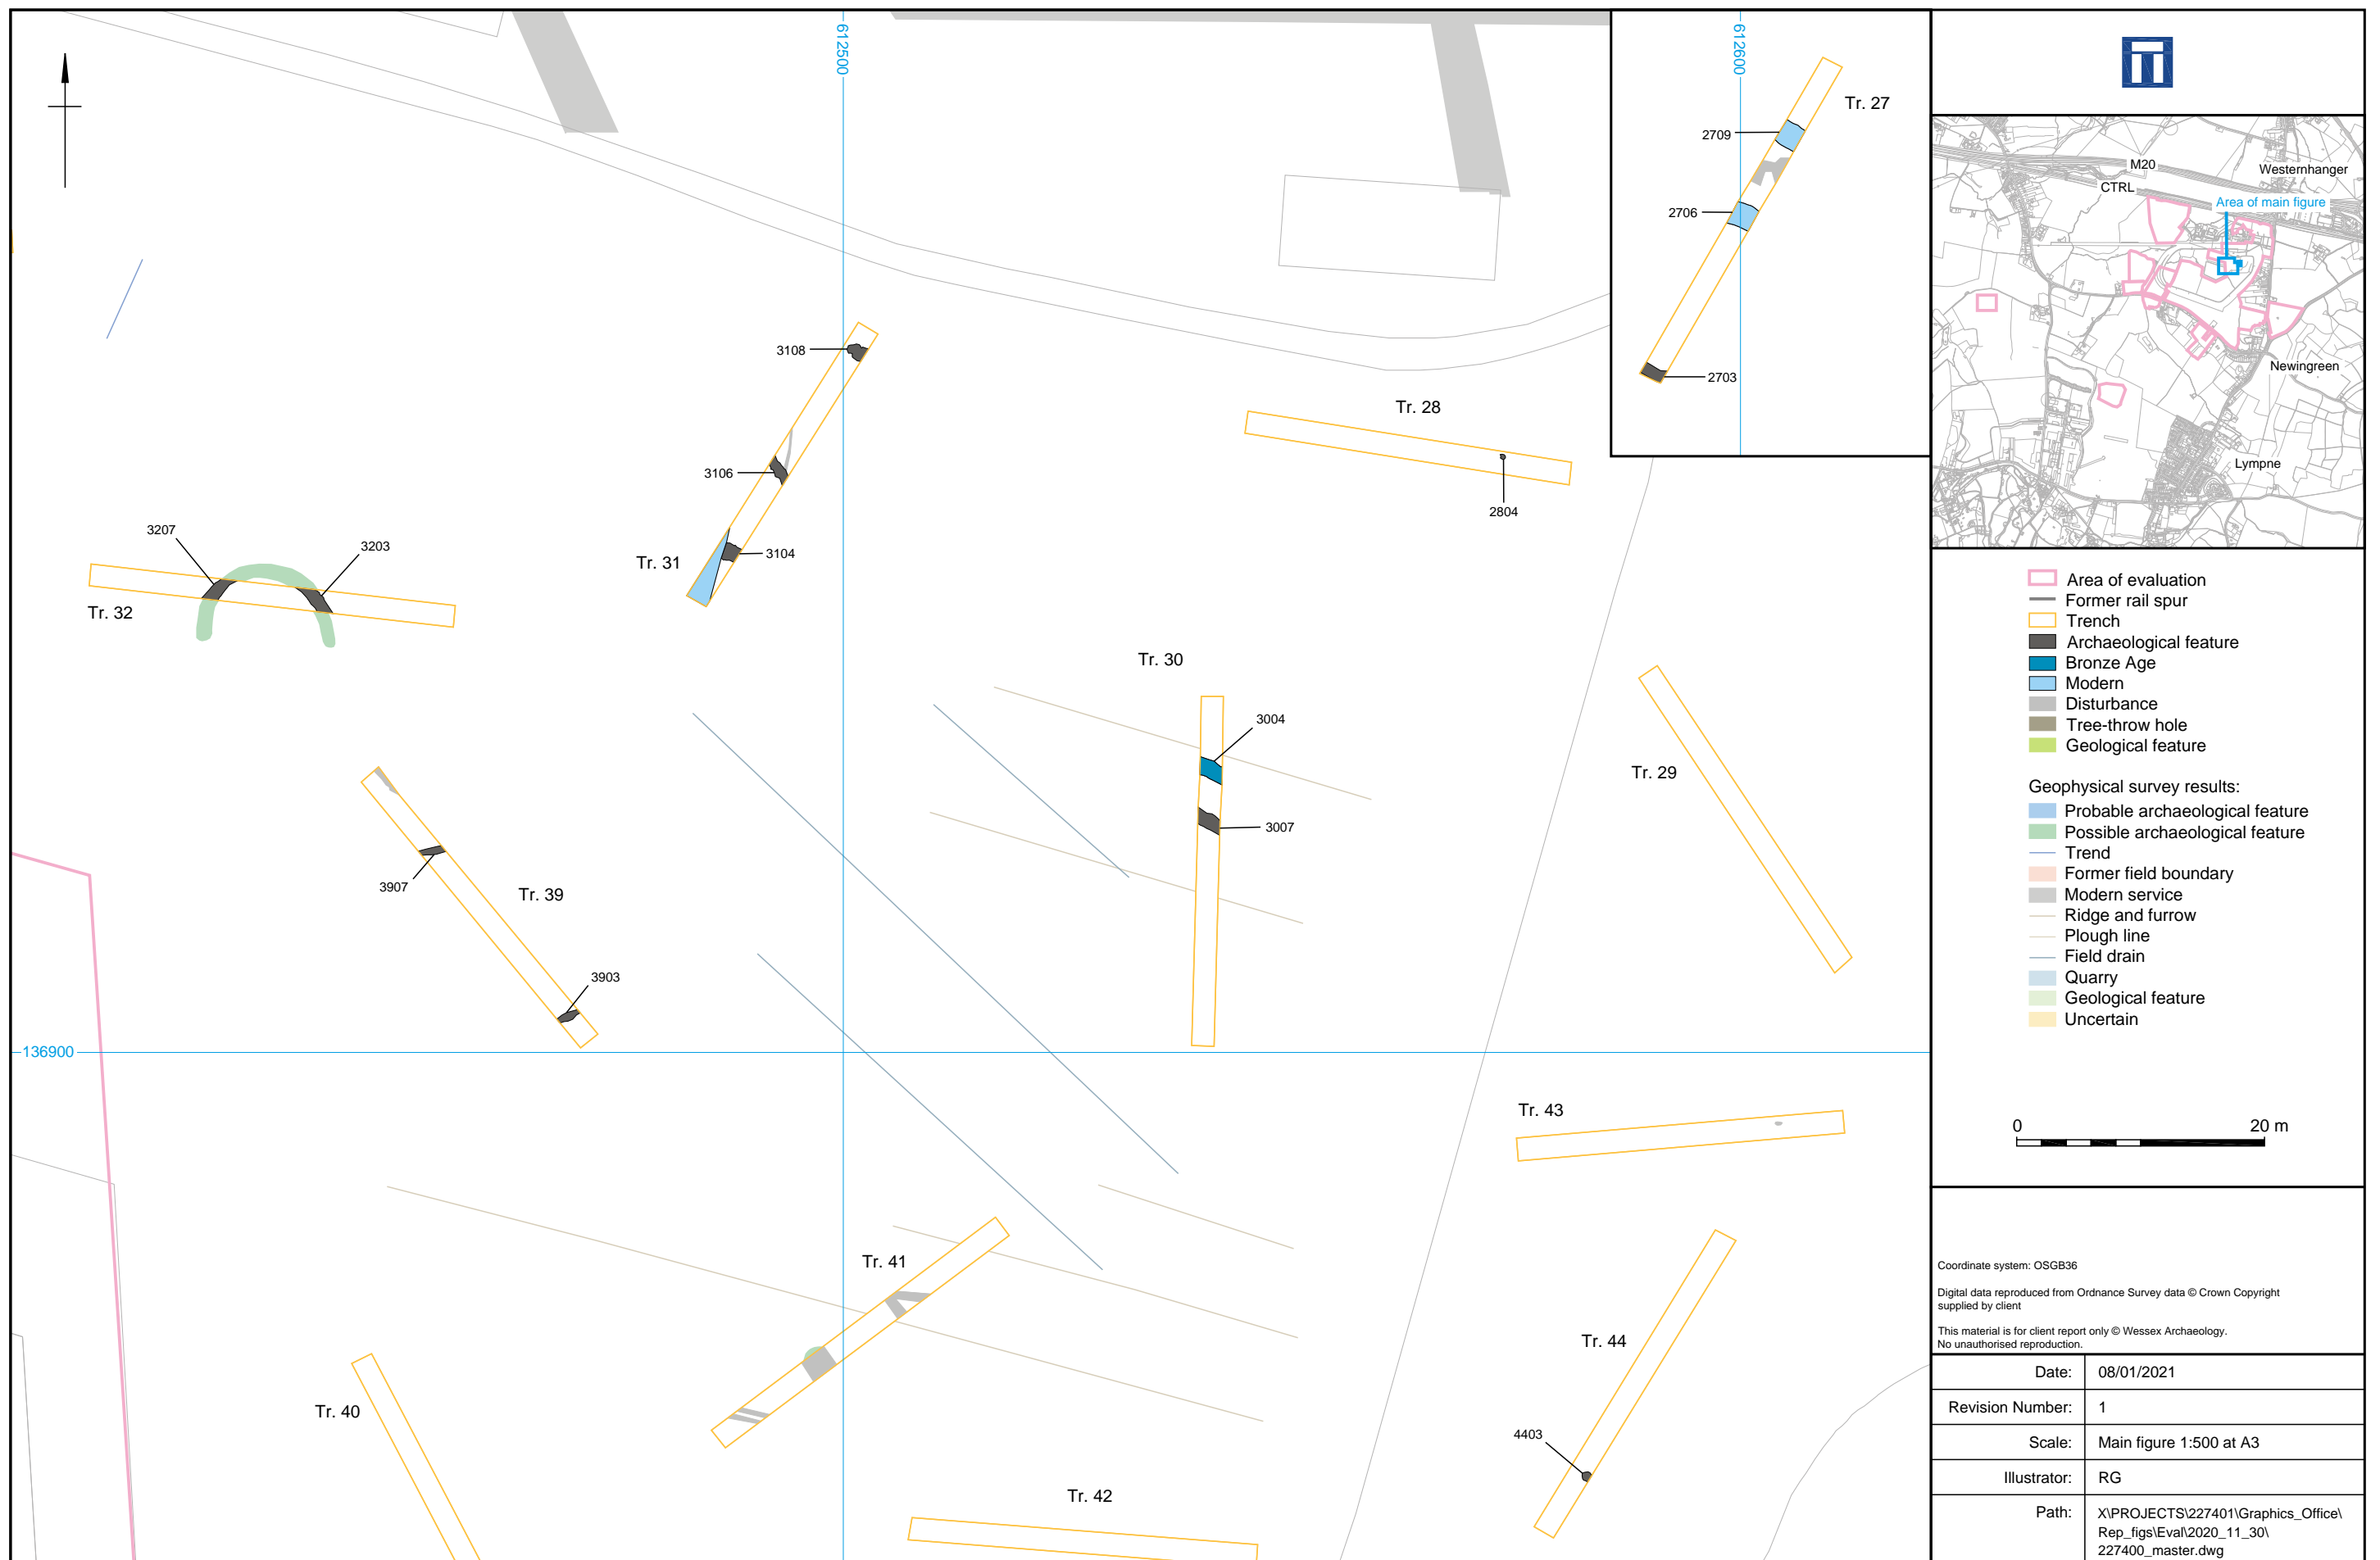 612500
612600
Tr. 27
2709
2706
2703
3108
3106
3104
Tr. 31
Tr. 28
2804
3207
3203
Tr. 32
Tr. 30
3004
3007
Tr. 29
3907
Tr. 39
3903
136900
Tr. 43
Tr. 41
Tr. 44
Tr. 40
4403
Tr. 42
M20
Westernhanger
CTRL
Area of main figure
Newingreen
Lympne
Area of evaluation
Former rail spur
Trench
Archaeological feature
Bronze Age
Modern
Disturbance
Tree-throw hole
Geological feature
Geophysical survey results:
Probable archaeological feature
Possible archaeological feature
Trend
Former field boundary
Modern service
Ridge and furrow
Plough line
Field drain
Quarry
Geological feature
Uncertain
0 20 m
Coordinate system: OSGB36
Digital data reproduced from Ordnance Survey data © Crown Copyright
supplied by client
This material is for client report only © Wessex Archaeology.
No unauthorised reproduction.
Date: 08/01/2021
Revision Number: 1
Scale: Main figure 1:500 at A3
Illustrator: RG
Path: X\PROJECTS\227401\Graphics_Office\
Rep_figs\Eval\2020_11_30\
227400_master.dwg